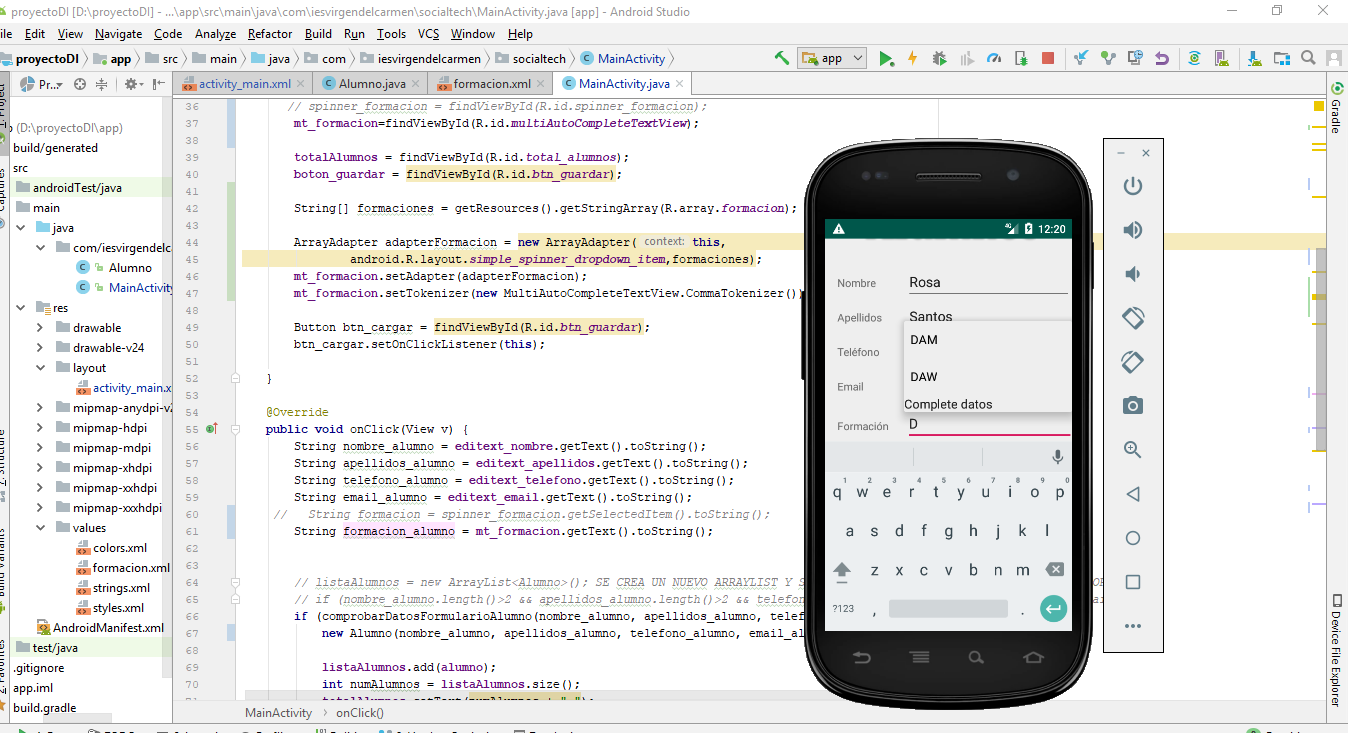 proyectoDI [D:\proyectoDI] - ...\app\src\main\java\com\iesvirgendelcarmen\socialtech\MainActivity.java [app] - Android Studio
Edit View Navigate Code Analyze Refactor Build Run Tools VCS Window Help
proyectoDI app src main java com iesvirgendelcarmen socialtech MainActivity app
Pr... activity_main.xml Alumno.java formacion.xml MainActivity.java
(D:\proyectoDI\app)
build/generated
src
androidTest/java
main
java
com/iesvirgendelc
Alumno
MainActivity
res
drawable
drawable-v24
layout
activity_main.x
mipmap-anydpi-v2
mipmap-hdpi
mipmap-mdpi
mipmap-xhdpi
mipmap-xxhdpi
mipmap-xxxhdpi
values
colors.xml
formacion.xml
strings.xml
styles.xml
AndroidManifest.xml
test/java
.gitignore
app.iml
build.gradle
36 // spinner_formacion = findViewById(R.id.spinner_formacion);
37 mt_formacion=findViewById(R.id.multiAutoCompleteTextView);
38
39 totalAlumnos = findViewById(R.id.total_alumnos);
40 boton_guardar = findViewById(R.id.btn_guardar);
41
42 String[] formaciones = getResources().getStringArray(R.array.formacion);
43
44 ArrayAdapter adapterFormacion = new ArrayAdapter( context: this,
45 android.R.layout.simple_spinner_dropdown_item,formaciones);
46 mt_formacion.setAdapter(adapterFormacion);
47 mt_formacion.setTokenizer(new MultiAutoCompleteTextView.CommaTokenizer())
48
49 Button btn_cargar = findViewById(R.id.btn_guardar);
50 btn_cargar.setOnClickListener(this);
51
52 }
53
54 @Override
55 public void onClick(View v) {
56 String nombre_alumno = editext_nombre.getText().toString();
57 String apellidos_alumno = editext_apellidos.getText().toString();
58 String telefono_alumno = editext_telefono.getText().toString();
59 String email_alumno = editext_email.getText().toString();
60 // String formacion = spinner_formacion.getSelectedItem().toString();
61 String formacion_alumno = mt_formacion.getText().toString();
62
63
64 // listaAlumnos = new ArrayList<Alumno>(); SE CREA UN NUEVO ARRAYLIST Y S
65 // if (nombre_alumno.length()>2 && apellidos_alumno.length()>2 && telefon
66 if (comprobarDatosFormularioAlumno(nombre_alumno, apellidos_alumno, telef
67 new Alumno(nombre_alumno, apellidos_alumno, telefono_alumno, email_al
68
69 listaAlumnos.add(alumno);
70 int numAlumnos = listaAlumnos.size();
MainActivity onClick()
12:20
Nombre Rosa
Apellidos Santos
Teléfono
Email
DAM
DAW
Complete datos
Formación D
1 2 3 4 5 6 7 8 9 0
q w e r t y u i o p
a s d f g h j k l
z x c v b n m
?123 , .
Gradle
Device File Explorer